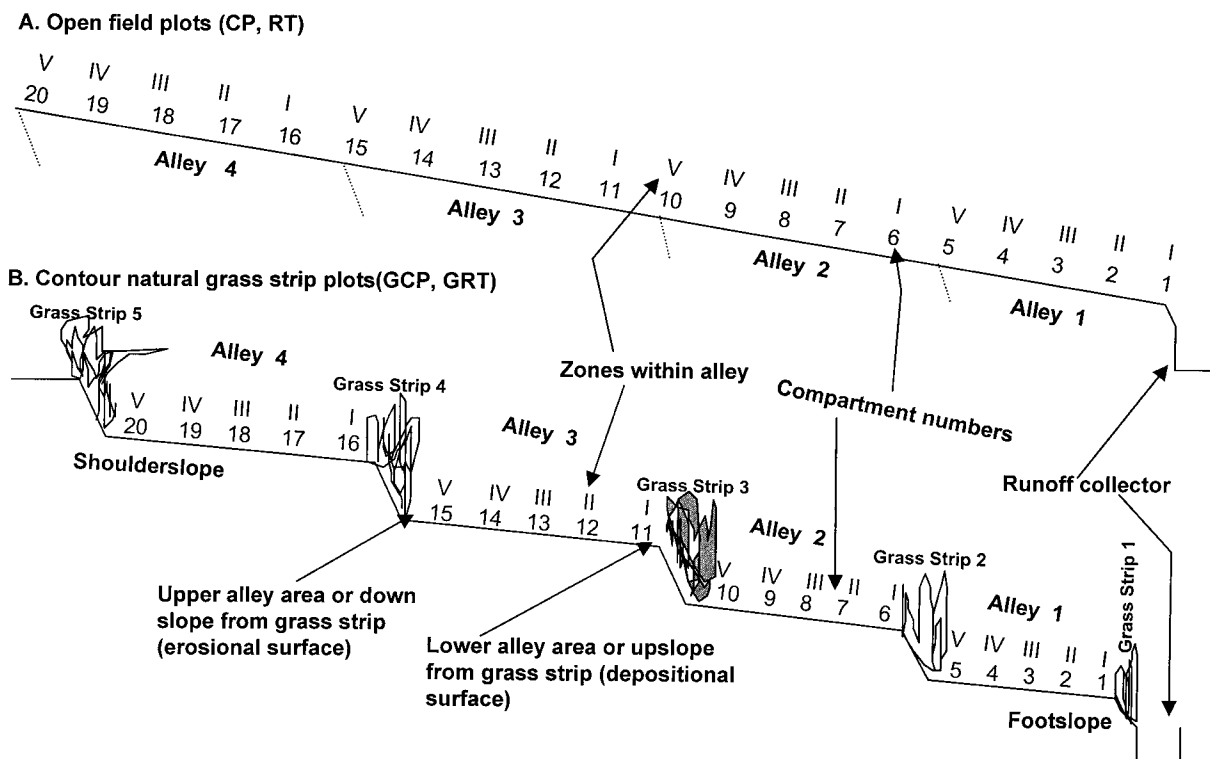 A. Open field plots (CP, RT)
V IV III II I V IV III II I V IV III II I V IV III II I
20 19 18 17 16 15 14 13 12 11 10 9 8 7 6 5 4 3 2 1
Alley 4
Alley 3
Alley 2
Alley 1
B. Contour natural grass strip plots(GCP, GRT)
Grass Strip 5
Alley 4
V IV III II I
20 19 18 17 16
Shoulderslope
Grass Strip 4
Zones within alley
Compartment numbers
Alley 3
V IV III II I
15 14 13 12 11
Grass Strip 3
Alley 2
V IV III II I
10 9 8 7 6
Grass Strip 2
Alley 1
V IV III II I
5 4 3 2 1
Grass Strip 1
Runoff collector
Footslope
Upper alley area or down
slope from grass strip
(erosional surface)
Lower alley area or upslope
from grass strip (depositional
surface)